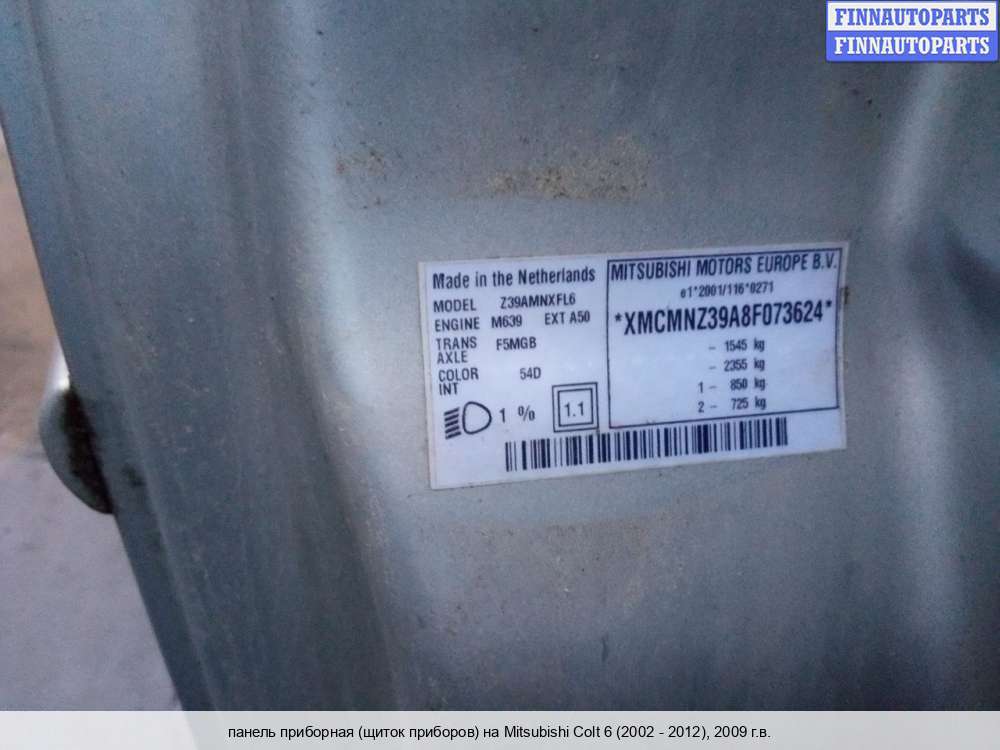 FINNAUTOPARTS
FINNAUTOPARTS
Made in the Netherlands
MODEL Z39AMNXFL6
ENGINE M639 EXT A50
TRANS AXLE F5MGB
COLOR INT 54D
1 %
1.1
MITSUBISHI MOTORS EUROPE B.V.
e1*2001/116*0271
*XMCMNZ39A8F073624*
- 1545 kg
- 2355 kg
1 - 850 kg
2 - 725 kg
панель приборная (щиток приборов) на Mitsubishi Colt 6 (2002 - 2012), 2009 г.в.